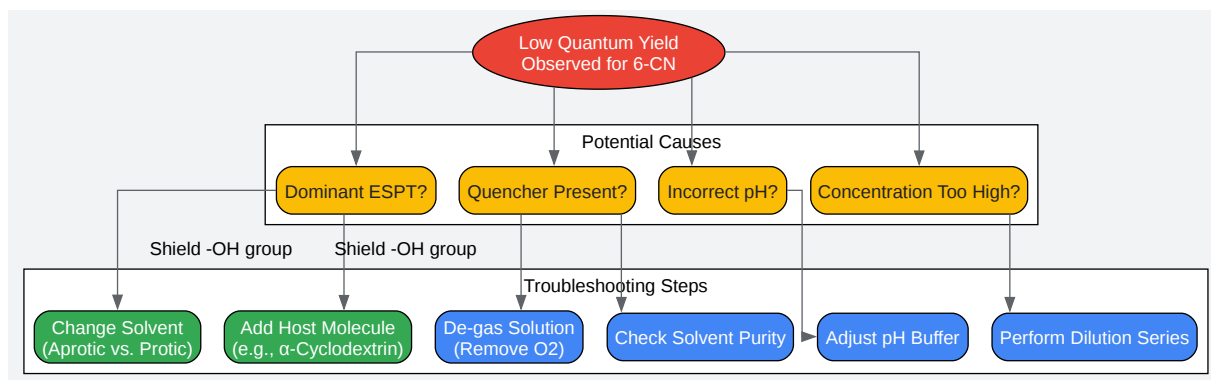 Low Quantum Yield
Observed for 6-CN
Potential Causes
Dominant ESPT?
Quencher Present?
Incorrect pH?
Concentration Too High?
Shield -OH group
Shield -OH group
Troubleshooting Steps
Change Solvent
(Aprotic vs. Protic)
Add Host Molecule
(e.g., α-Cyclodextrin)
De-gas Solution
(Remove O2)
Check Solvent Purity
Adjust pH Buffer
Perform Dilution Series